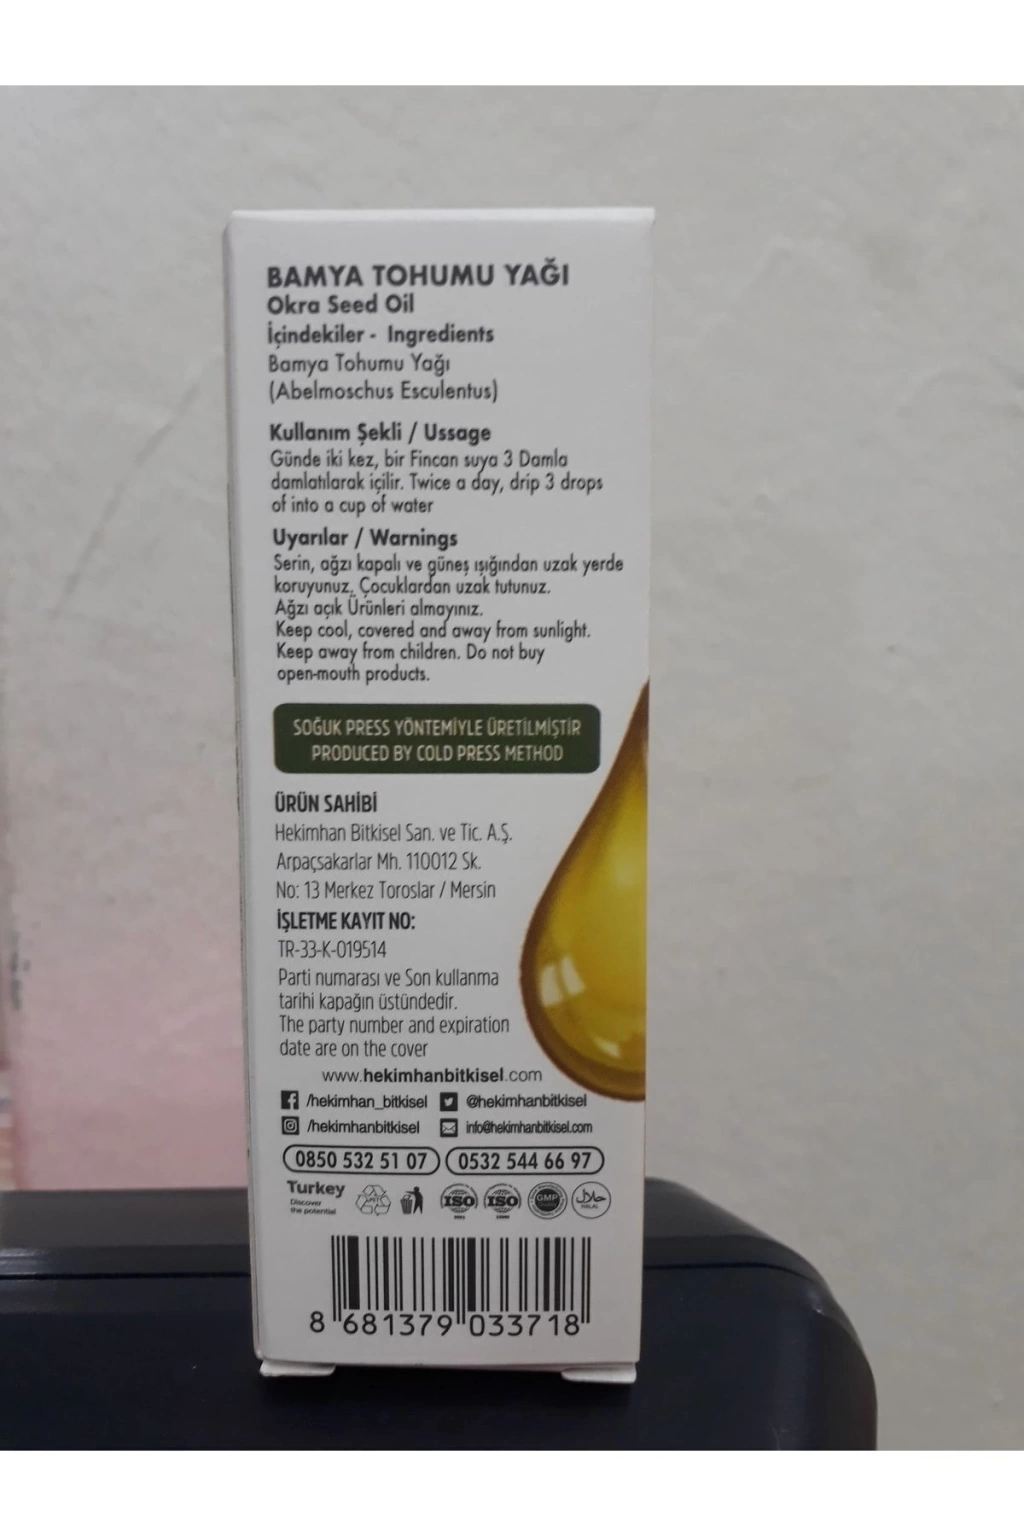 BAMYA TOHUMU YAĞI
Okra Seed Oil
İçindekiler - Ingredients
Bamya Tohumu Yağı
(Abelmoschus Esculentus)
Kullanım Şekli / Ussage
Günde iki kez, bir Fincan suya 3 Damla
damlatılarak içilir. Twice a day, drip 3 drops
of into a cup of water
Uyarılar / Warnings
Serin, ağzı kapalı ve güneş ışığından uzak yerde
koruyunuz, Çocuklardan uzak tutunuz.
Ağzı açık Ürünleri almayınız.
Keep cool, covered and away from sunlight.
Keep away from children. Do not buy
open-mouth products.
SOĞUK PRESS YÖNTEMİYLE ÜRETİLMİŞTİR
PRODUCED BY COLD PRESS METHOD
ÜRÜN SAHİBİ
Hekimhan Bitkisel San. ve Tic. A.Ş.
Arpaçsakarlar Mh. 110012 Sk.
No: 13 Merkez Toroslar / Mersin
İŞLETME KAYIT NO:
TR-33-K-019514
Parti numarası ve Son kullanma
tarihi kapağın üstündedir.
The party number and expiration
date are on the cover
www.hekimhanbitkisel.com
/hekimhan_bitkisel @hekimhanbitkisel
/hekimhanbitkisel info@hekimhanbitkisel.com
0850 532 51 07 0532 544 66 97
Turkey
Discover
the potential
ISO ISO GMP حلال
HALAL
8 681379 033718